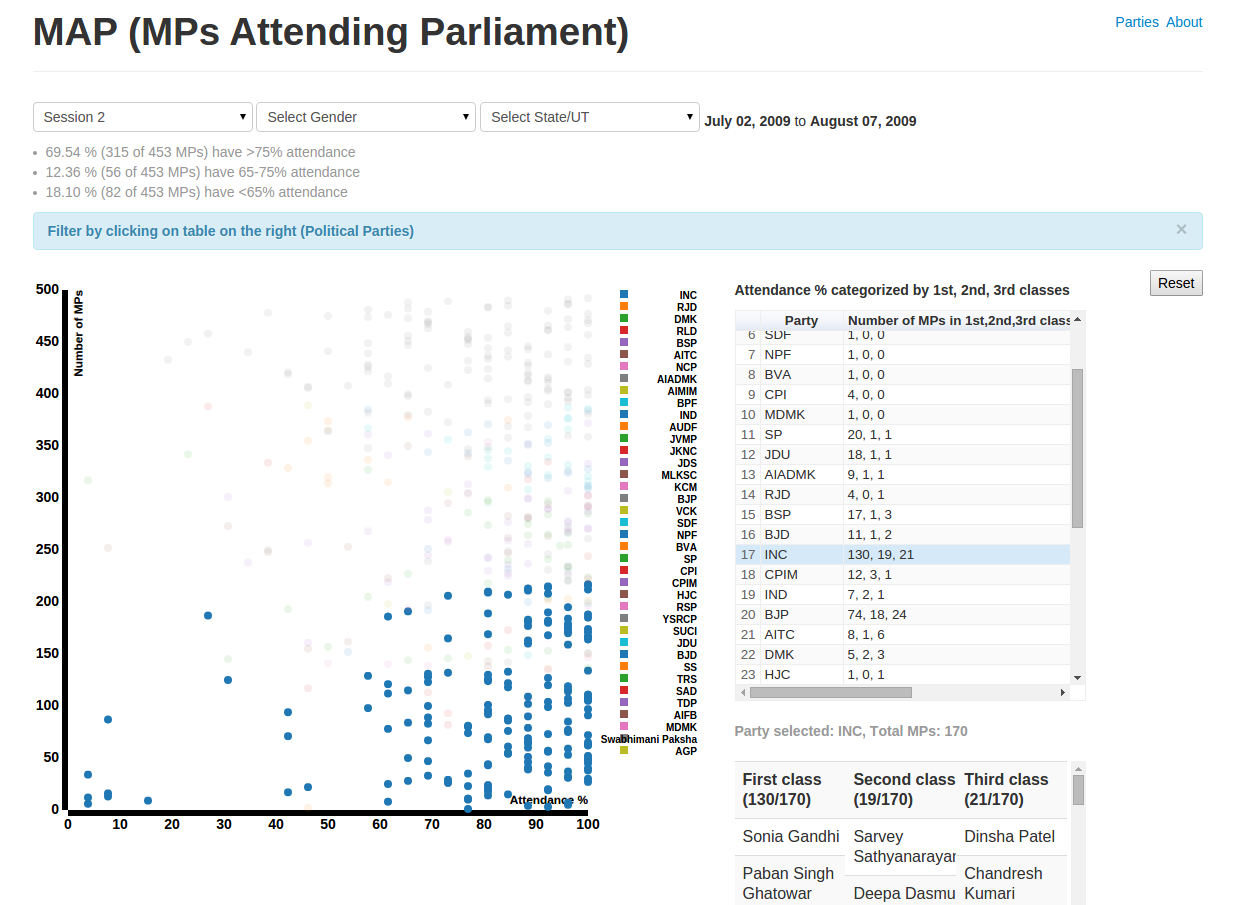 MAP (MPs Attending Parliament)
Parties About
Session 2
Select Gender
Select State/UT
July 02, 2009 to August 07, 2009
69.54 % (315 of 453 MPs) have >75% attendance
12.36 % (56 of 453 MPs) have 65-75% attendance
18.10 % (82 of 453 MPs) have <65% attendance
Filter by clicking on table on the right (Political Parties)
×
Reset
500
450
400
350
300
250
200
150
100
50
0
Number of MPs
0 10 20 30 40 50 60 70 80 90 100
Attendance %
INC
RJD
DMK
RLD
BSP
AITC
NCP
AIADMK
AIMIM
BPF
IND
AUDF
JVMP
JKNC
JDS
MLKSC
KCM
BJP
VCK
SDF
NPF
BVA
SP
CPI
CPIM
HJC
RSP
YSRCP
SUCI
JDU
BJD
SS
TRS
SAD
TDP
AIFB
MDMK
Swabhimani Paksha
AGP
Attendance % categorized by 1st, 2nd, 3rd classes
Party Number of MPs in 1st,2nd,3rd class
6 SDF 1, 0, 0
7 NPF 1, 0, 0
8 BVA 1, 0, 0
9 CPI 4, 0, 0
10 MDMK 1, 0, 0
11 SP 20, 1, 1
12 JDU 18, 1, 1
13 AIADMK 9, 1, 1
14 RJD 4, 0, 1
15 BSP 17, 1, 3
16 BJD 11, 1, 2
17 INC 130, 19, 21
18 CPIM 12, 3, 1
19 IND 7, 2, 1
20 BJP 74, 18, 24
21 AITC 8, 1, 6
22 DMK 5, 2, 3
23 HJC 1, 0, 1
Party selected: INC, Total MPs: 170
First class
(130/170)
Second class
(19/170)
Third class
(21/170)
Sonia Gandhi
Sarvey
Sathyanarayan
Dinsha Patel
Paban Singh
Ghatowar
Deepa Dasmu
Chandresh
Kumari